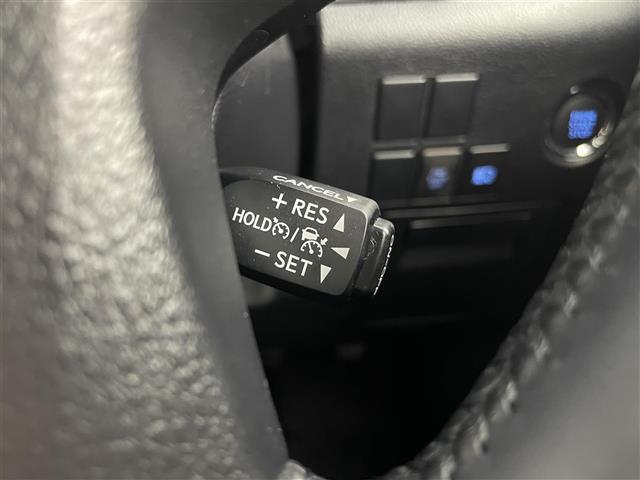 CANCEL
+ RES
HOLD /
− SET